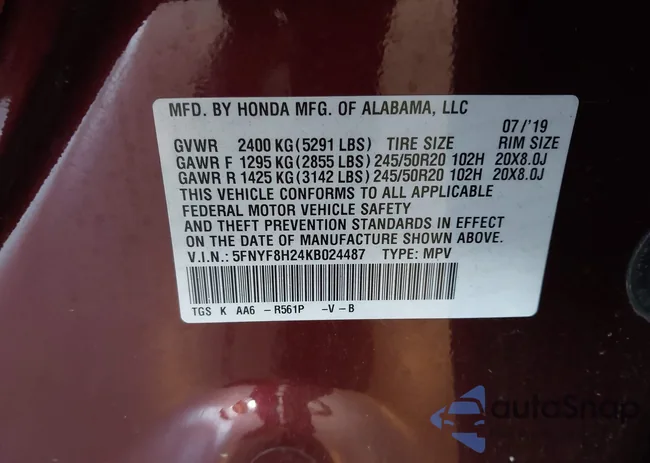 MFD. BY HONDA MFG. OF ALABAMA, LLC
07/'19
GVWR 2400 KG(5291 LBS) TIRE SIZE RIM SIZE
GAWR F 1295 KG(2855 LBS)245/50R20 102H 20X8.0J
GAWR R 1425 KG(3142 LBS)245/50R20 102H 20X8.0J
THIS VEHICLE CONFORMS TO ALL APPLICABLE
FEDERAL MOTOR VEHICLE SAFETY
AND THEFT PREVENTION STANDARDS IN EFFECT
ON THE DATE OF MANUFACTURE SHOWN ABOVE.
V.I.N.: 5FNYF8H24KB024487 TYPE: MPV
TGS K AA6 -R561P -V-B
autoSnap